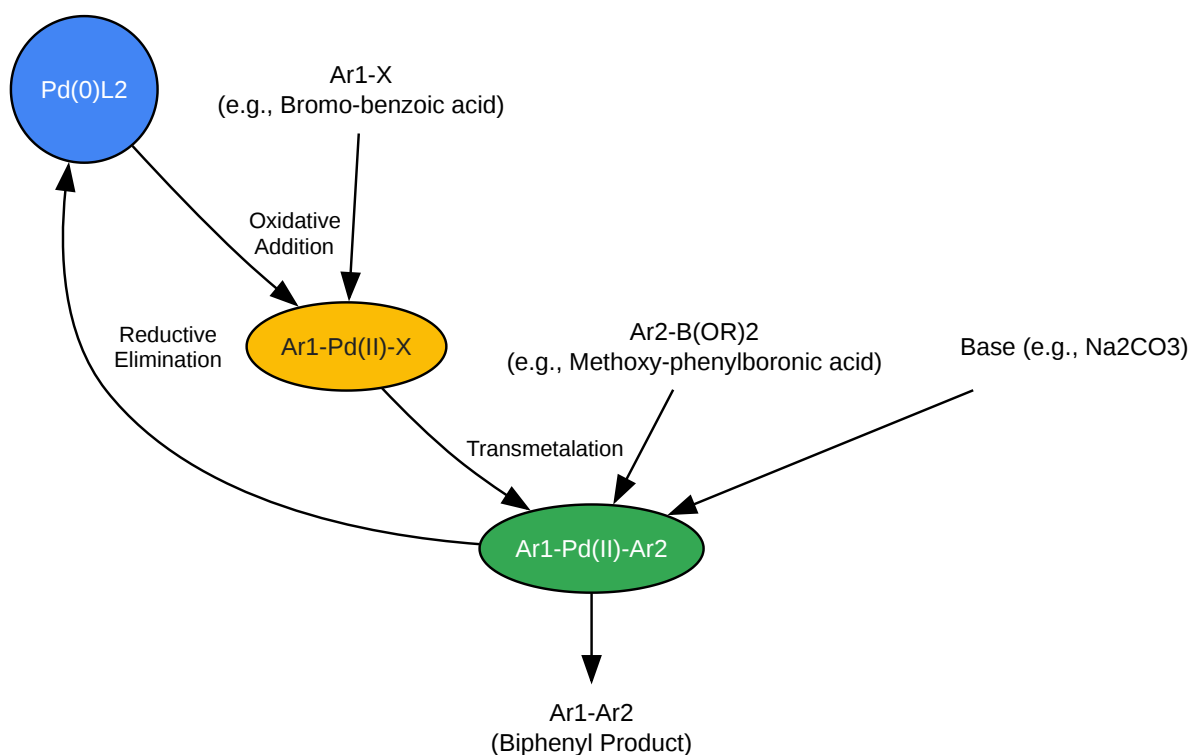 Pd(0)L2
Ar1-X
(e.g., Bromo-benzoic acid)
Oxidative
Addition
Reductive
Elimination
Ar1-Pd(II)-X
Ar2-B(OR)2
(e.g., Methoxy-phenylboronic acid)
Base (e.g., Na2CO3)
Transmetalation
Ar1-Pd(II)-Ar2
Ar1-Ar2
(Biphenyl Product)